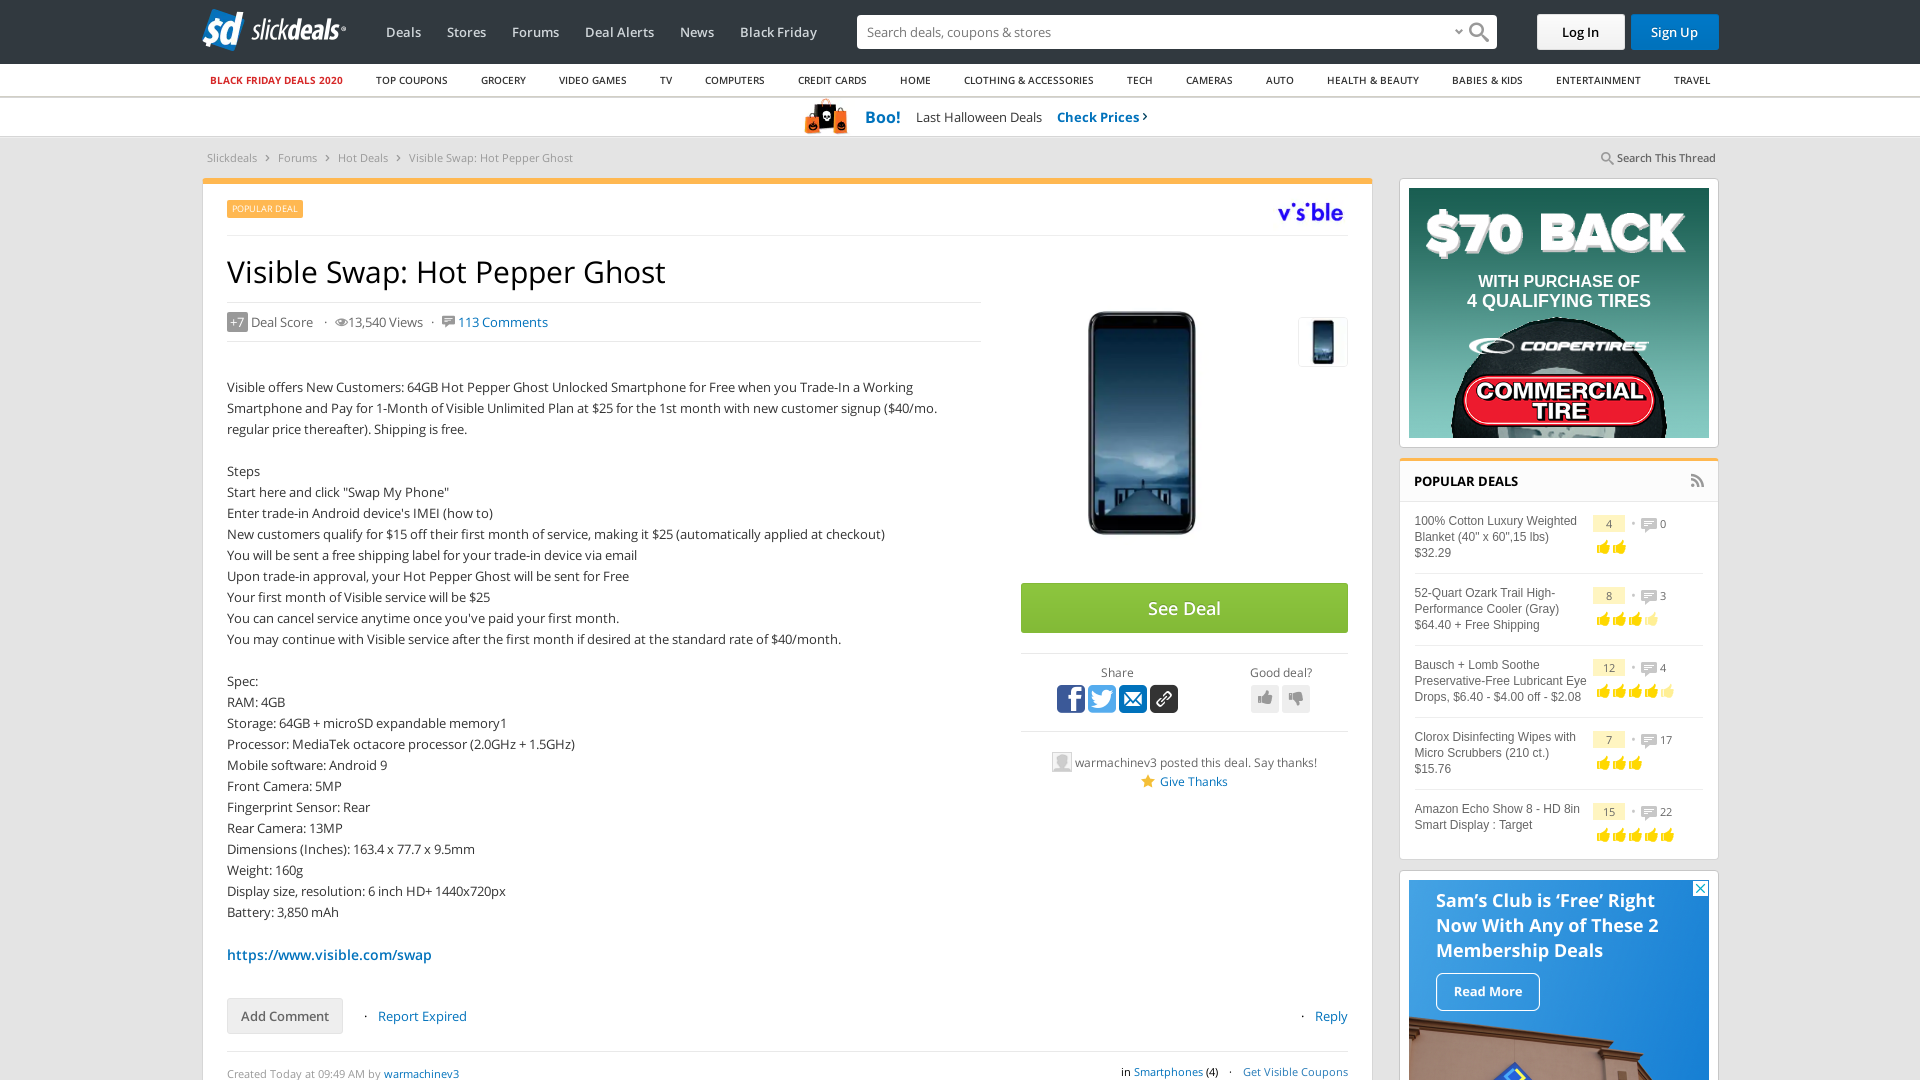 slickdeals
Deals
Stores
Forums
Deal Alerts
News
Black Friday
Search deals, coupons & stores
Log In
Sign Up
BLACK FRIDAY DEALS 2020
TOP COUPONS
GROCERY
VIDEO GAMES
TV
COMPUTERS
CREDIT CARDS
HOME
CLOTHING & ACCESSORIES
TECH
CAMERAS
AUTO
HEALTH & BEAUTY
BABIES & KIDS
ENTERTAINMENT
TRAVEL
Boo! Last Halloween Deals Check Prices
Slickdeals › Forums › Hot Deals › Visible Swap: Hot Pepper Ghost
Search This Thread
POPULAR DEAL
visible
Visible Swap: Hot Pepper Ghost
+7 Deal Score · 13,540 Views · 113 Comments
Visible offers New Customers: 64GB Hot Pepper Ghost Unlocked Smartphone for Free when you Trade-In a Working
Smartphone and Pay for 1-Month of Visible Unlimited Plan at $25 for the 1st month with new customer signup ($40/mo.
regular price thereafter). Shipping is free.
Steps
Start here and click "Swap My Phone"
Enter trade-in Android device's IMEI (how to)
New customers qualify for $15 off their first month of service, making it $25 (automatically applied at checkout)
You will be sent a free shipping label for your trade-in device via email
Upon trade-in approval, your Hot Pepper Ghost will be sent for Free
Your first month of Visible service will be $25
You can cancel service anytime once you've paid your first month.
You may continue with Visible service after the first month if desired at the standard rate of $40/month.
Spec:
RAM: 4GB
Storage: 64GB + microSD expandable memory1
Processor: MediaTek octacore processor (2.0GHz + 1.5GHz)
Mobile software: Android 9
Front Camera: 5MP
Fingerprint Sensor: Rear
Rear Camera: 13MP
Dimensions (Inches): 163.4 x 77.7 x 9.5mm
Weight: 160g
Display size, resolution: 6 inch HD+ 1440x720px
Battery: 3,850 mAh
https://www.visible.com/swap
Add Comment · Report Expired
· Reply
Created Today at 09:49 AM by warmachinev3
in Smartphones (4) · Get Visible Coupons
See Deal
Share
Good deal?
warmachinev3 posted this deal. Say thanks!
Give Thanks
$70 BACK
WITH PURCHASE OF
4 QUALIFYING TIRES
COOPERTIRES
COMMERCIAL
TIRE
POPULAR DEALS
100% Cotton Luxury Weighted
Blanket (40" x 60",15 lbs)
$32.29
4 • 0
52-Quart Ozark Trail High-
Performance Cooler (Gray)
$64.40 + Free Shipping
8 • 3
Bausch + Lomb Soothe
Preservative-Free Lubricant Eye
Drops, $6.40 - $4.00 off - $2.08
12 • 4
Clorox Disinfecting Wipes with
Micro Scrubbers (210 ct.)
$15.76
7 • 17
Amazon Echo Show 8 - HD 8in
Smart Display : Target
15 • 22
Sam's Club is 'Free' Right
Now With Any of These 2
Membership Deals
Read More